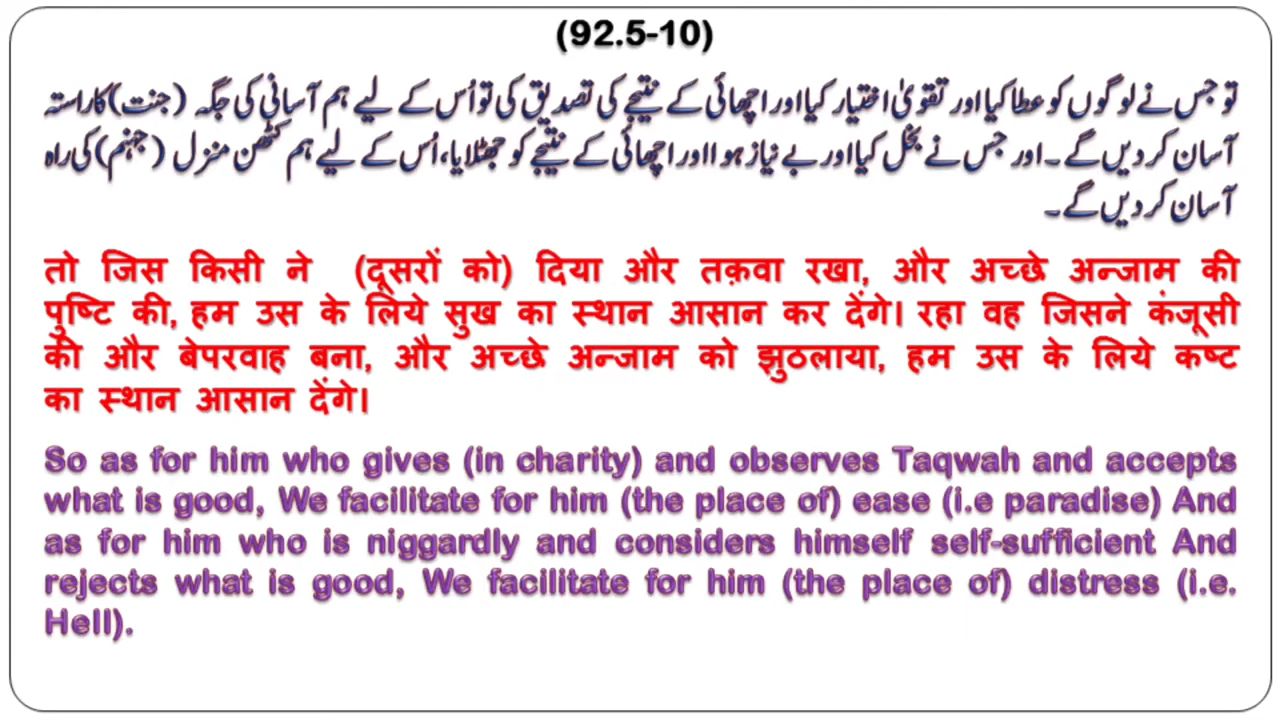 (92.5-10)
تو جس نے لوگوں کو عطا کیا اور تقویٰ اختیار کیا اور اچھائی کے نتیجے کی تصدیق کی تو اُس کے لیے ہم آسانی کی جگہ (جنت) کا راستہ
آسان کر دیں گے۔ اور جس نے بخل کیا اور بے نیاز ہوا اور اچھائی کے نتیجے کو جھٹلایا، اُس کے لیے ہم کٹھن منزل (جہنم) کی راہ
آسان کر دیں گے۔
तो जिस किसी ने (दूसरों को) दिया और तक़वा रखा, और अच्छे अन्जाम की
पुष्टि की, हम उस के लिये सुख का स्थान आसान कर देंगे। रहा वह जिसने कंजूसी
की और बेपरवाह बना, और अच्छे अन्जाम को झुठलाया, हम उस के लिये कष्ट
का स्थान आसान देंगे।
So as for him who gives (in charity) and observes Taqwah and accepts
what is good, We facilitate for him (the place of) ease (i.e paradise) And
as for him who is niggardly and considers himself self-sufficient And
rejects what is good, We facilitate for him (the place of) distress (i.e.
Hell).